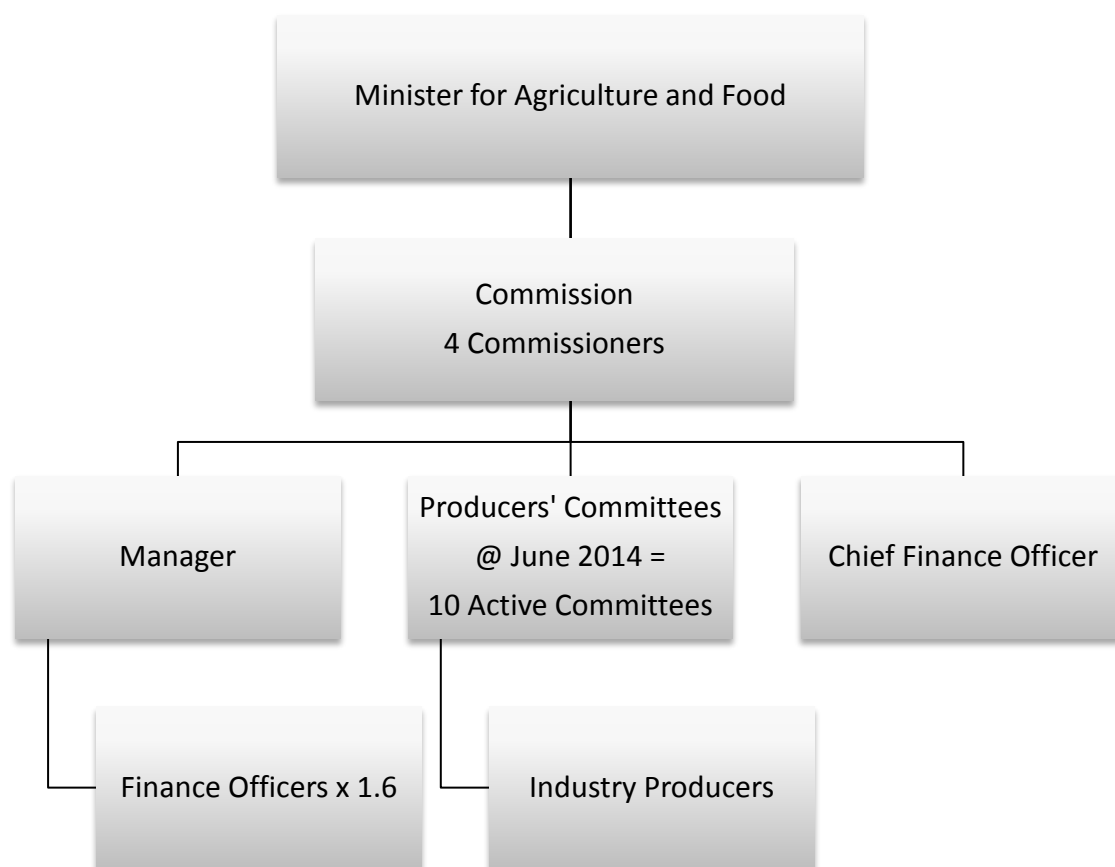 Minister for Agriculture and Food
Commission
4 Commissioners
Manager
Producers' Committees
@ June 2014 =
10 Active Committees
Chief Finance Officer
Finance Officers x 1.6
Industry Producers